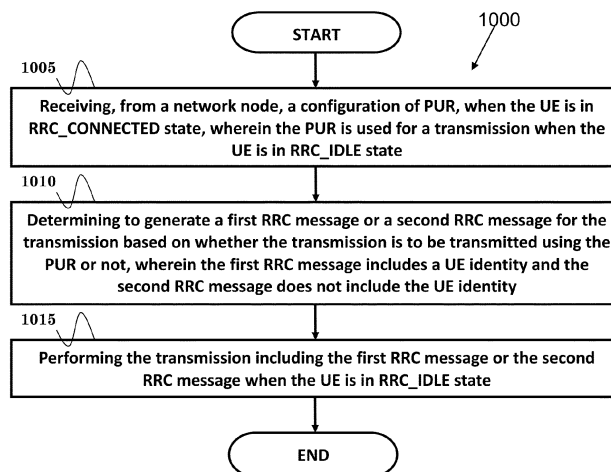 START
1000
1005
Receiving, from a network node, a configuration of PUR, when the UE is in
RRC_CONNECTED state, wherein the PUR is used for a transmission when the
UE is in RRC_IDLE state
1010
Determining to generate a first RRC message or a second RRC message for the
transmission based on whether the transmission is to be transmitted using the
PUR or not, wherein the first RRC message includes a UE identity and the
second RRC message does not include the UE identity
1015
Performing the transmission including the first RRC message or the second
RRC message when the UE is in RRC_IDLE state
END